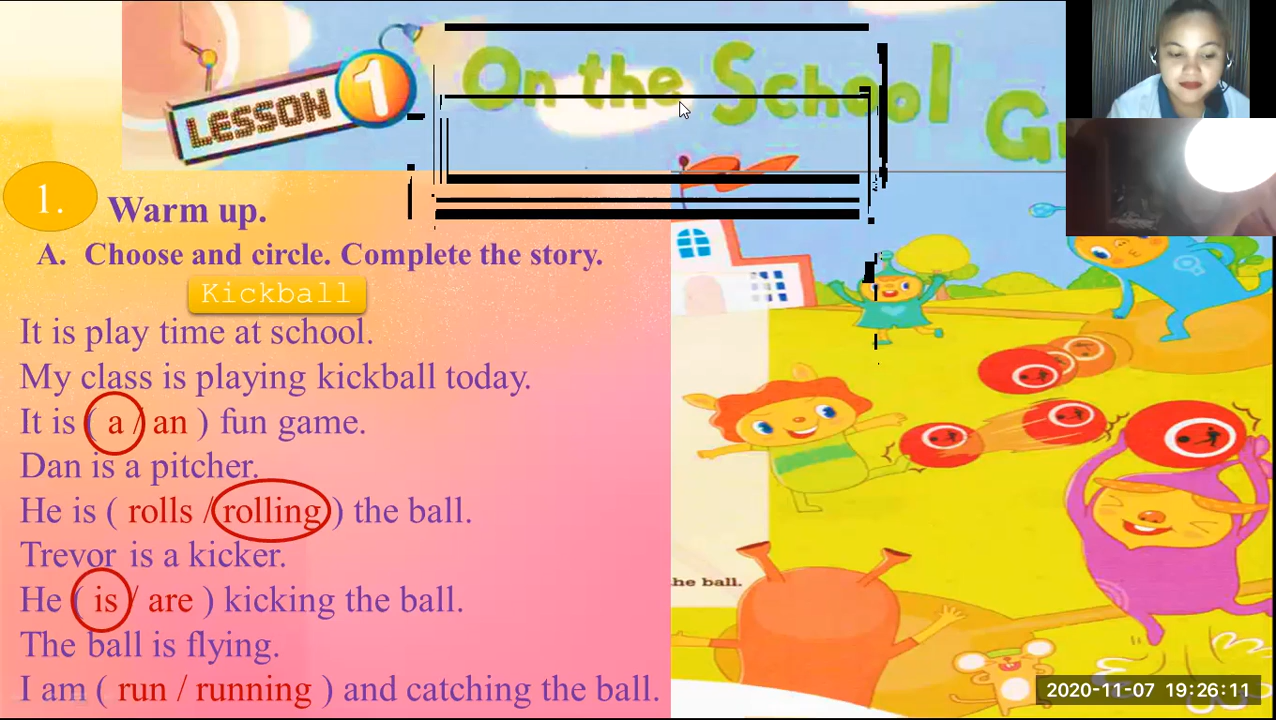 LESSON 1
On the School Gr
1.
Warm up.
A. Choose and circle. Complete the story.
Kickball
It is play time at school.
My class is playing kickball today.
It is ( a / an ) fun game.
Dan is a pitcher.
He is ( rolls / rolling ) the ball.
Trevor is a kicker.
He ( is / are ) kicking the ball.
The ball is flying.
I am ( run / running ) and catching the ball.
he ball.
2020-11-07 19:26:11